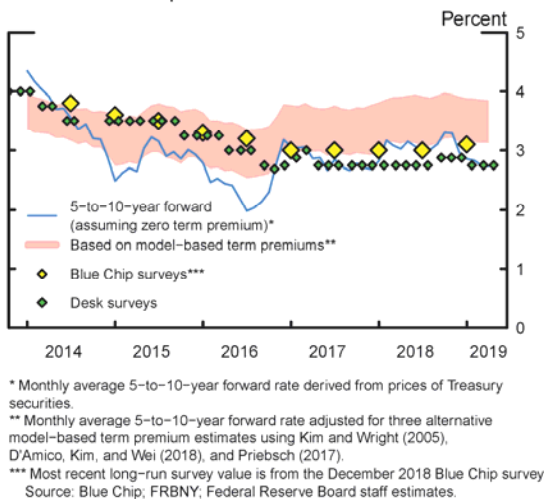 Percent
5
4
3
2
1
0
5−to−10−year forward
(assuming zero term premium)*
Based on model−based term premiums**
Blue Chip surveys***
Desk surveys
2014 2015 2016 2017 2018 2019
* Monthly average 5−to−10−year forward rate derived from prices of Treasury
securities.
** Monthly average 5−to−10−year forward rate adjusted for three alternative
model−based term premium estimates using Kim and Wright (2005),
D'Amico, Kim, and Wei (2018), and Priebsch (2017).
*** Most recent long−run survey value is from the December 2018 Blue Chip survey
Source: Blue Chip; FRBNY; Federal Reserve Board staff estimates.